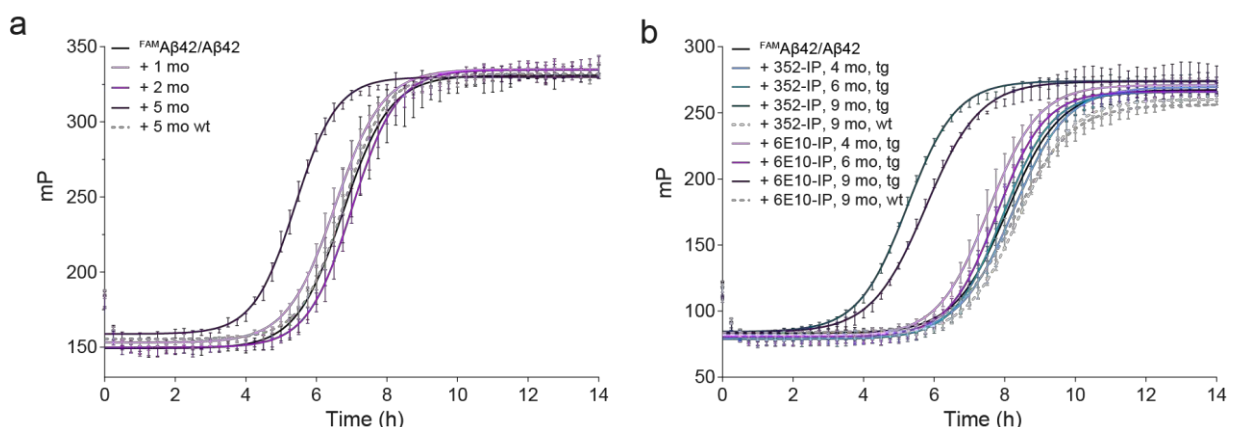 a
350
300
250
200
150
mP
0
2
4
6
8
10
12
14
Time (h)
ᶠᴬᴹAβ42/Aβ42
+ 1 mo
+ 2 mo
+ 5 mo
+ 5 mo wt
b
300
250
200
150
100
50
mP
0
2
4
6
8
10
12
14
Time (h)
ᶠᴬᴹAβ42/Aβ42
+ 352-IP, 4 mo, tg
+ 352-IP, 6 mo, tg
+ 352-IP, 9 mo, tg
+ 352-IP, 9 mo, wt
+ 6E10-IP, 4 mo, tg
+ 6E10-IP, 6 mo, tg
+ 6E10-IP, 9 mo, tg
+ 6E10-IP, 9 mo, wt